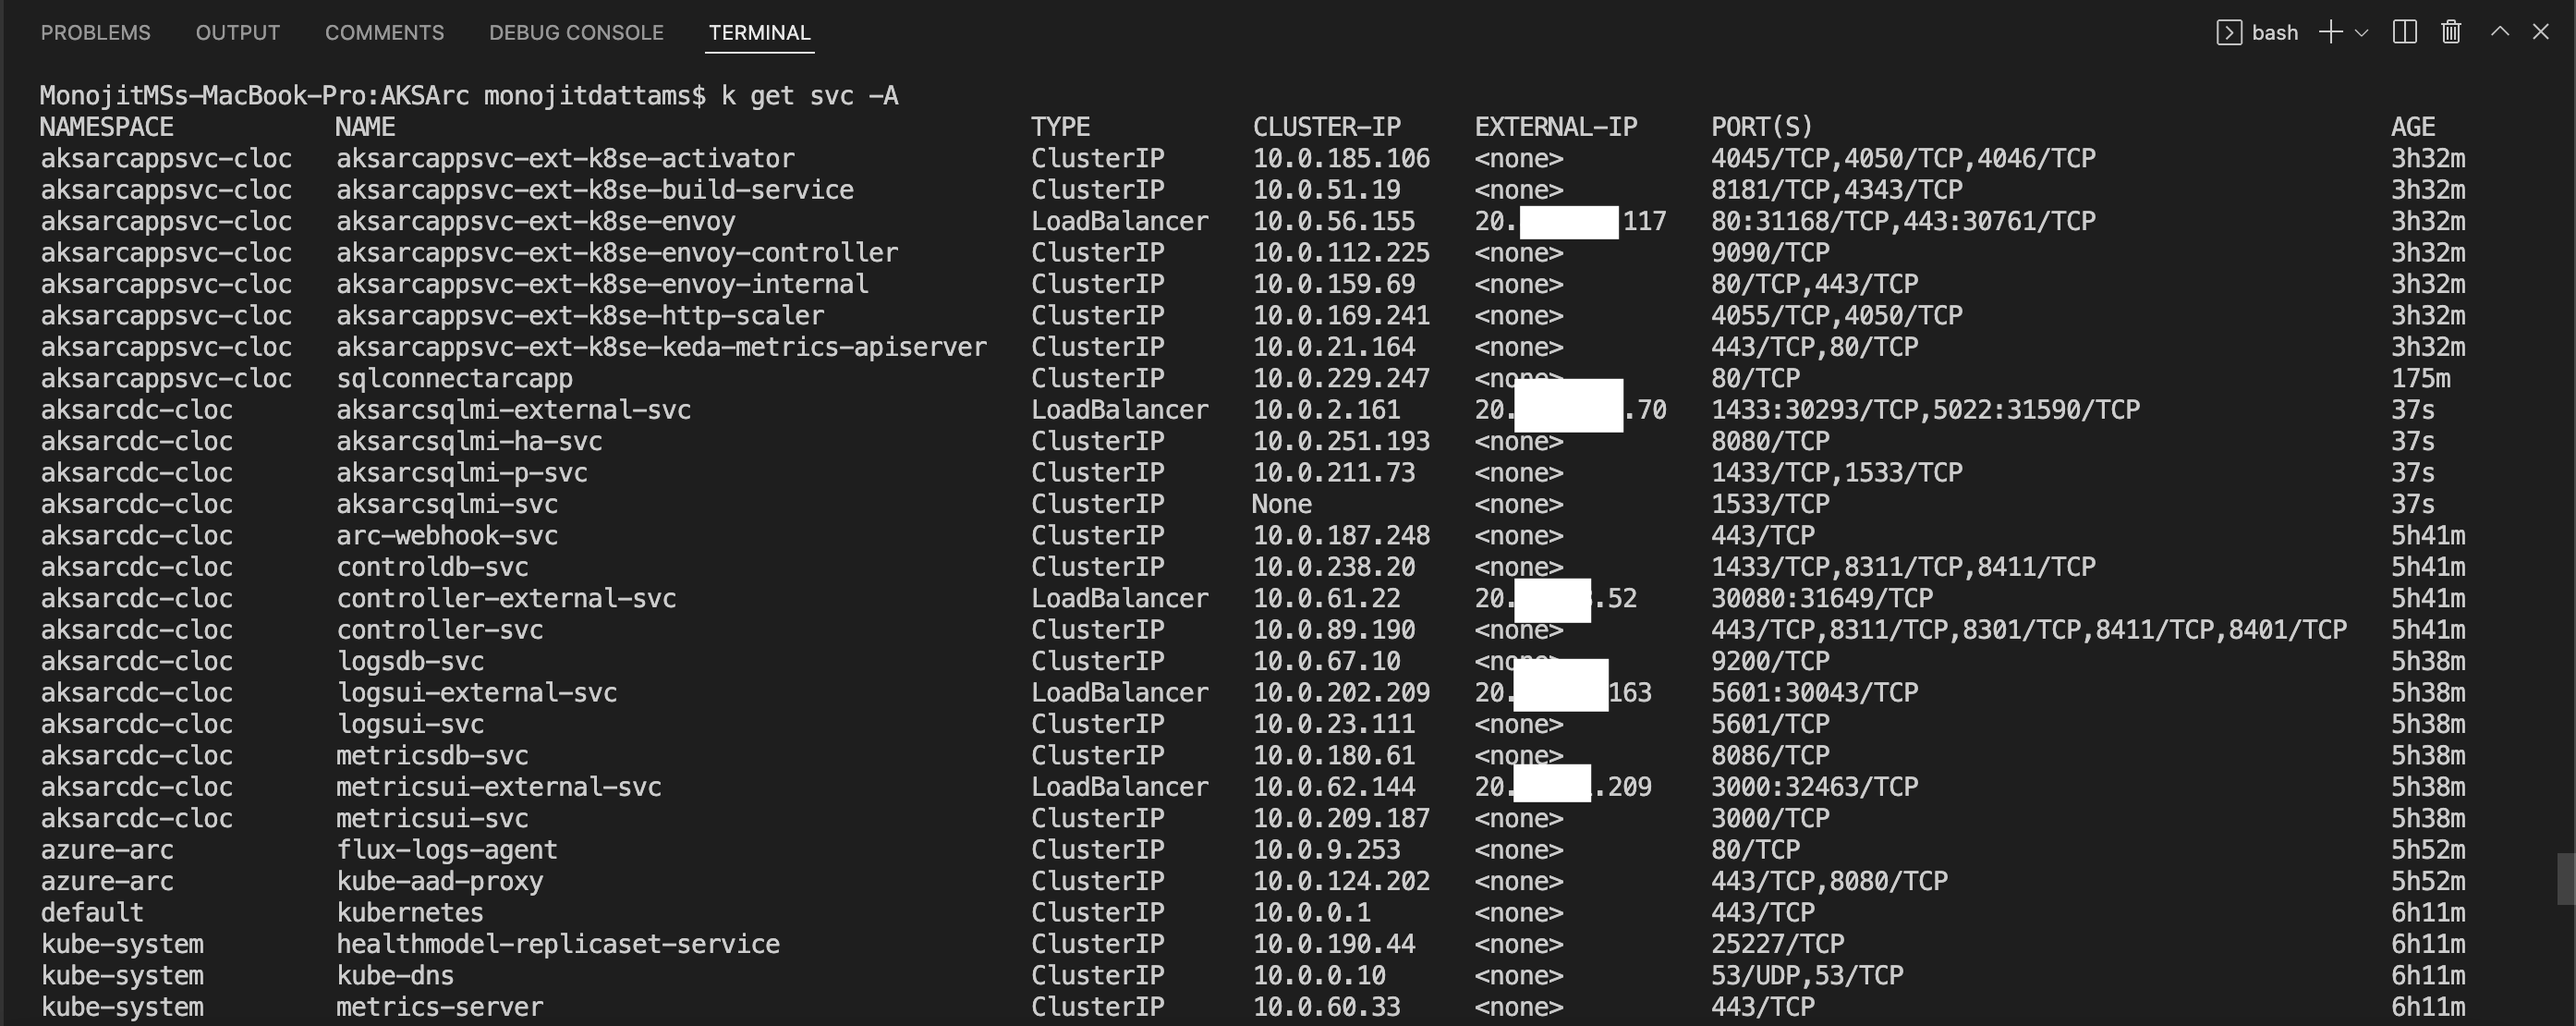 PROBLEMS OUTPUT COMMENTS DEBUG CONSOLE TERMINAL bash
MonojitMSs-MacBook-Pro:AKSArc monojitdattams$ k get svc -A
NAMESPACE NAME TYPE CLUSTER-IP EXTERNAL-IP PORT(S) AGE
aksarcappsvc-cloc aksarcappsvc-ext-k8se-activator ClusterIP 10.0.185.106 <none> 4045/TCP,4050/TCP,4046/TCP 3h32m
aksarcappsvc-cloc aksarcappsvc-ext-k8se-build-service ClusterIP 10.0.51.19 <none> 8181/TCP,4343/TCP 3h32m
aksarcappsvc-cloc aksarcappsvc-ext-k8se-envoy LoadBalancer 10.0.56.155 20. 117 80:31168/TCP,443:30761/TCP 3h32m
aksarcappsvc-cloc aksarcappsvc-ext-k8se-envoy-controller ClusterIP 10.0.112.225 <none> 9090/TCP 3h32m
aksarcappsvc-cloc aksarcappsvc-ext-k8se-envoy-internal ClusterIP 10.0.159.69 <none> 80/TCP,443/TCP 3h32m
aksarcappsvc-cloc aksarcappsvc-ext-k8se-http-scaler ClusterIP 10.0.169.241 <none> 4055/TCP,4050/TCP 3h32m
aksarcappsvc-cloc aksarcappsvc-ext-k8se-keda-metrics-apiserver ClusterIP 10.0.21.164 <none> 443/TCP,80/TCP 3h32m
aksarcappsvc-cloc sqlconnectarcapp ClusterIP 10.0.229.247 <none> 80/TCP 175m
aksarcdc-cloc aksarcsqlmi-external-svc LoadBalancer 10.0.2.161 20. .70 1433:30293/TCP,5022:31590/TCP 37s
aksarcdc-cloc aksarcsqlmi-ha-svc ClusterIP 10.0.251.193 <none> 8080/TCP 37s
aksarcdc-cloc aksarcsqlmi-p-svc ClusterIP 10.0.211.73 <none> 1433/TCP,1533/TCP 37s
aksarcdc-cloc aksarcsqlmi-svc ClusterIP None <none> 1533/TCP 37s
aksarcdc-cloc arc-webhook-svc ClusterIP 10.0.187.248 <none> 443/TCP 5h41m
aksarcdc-cloc controldb-svc ClusterIP 10.0.238.20 <none> 1433/TCP,8311/TCP,8411/TCP 5h41m
aksarcdc-cloc controller-external-svc LoadBalancer 10.0.61.22 20. .52 30080:31649/TCP 5h41m
aksarcdc-cloc controller-svc ClusterIP 10.0.89.190 <none> 443/TCP,8311/TCP,8301/TCP,8411/TCP,8401/TCP 5h41m
aksarcdc-cloc logsdb-svc ClusterIP 10.0.67.10 <none> 9200/TCP 5h38m
aksarcdc-cloc logsui-external-svc LoadBalancer 10.0.202.209 20. 163 5601:30043/TCP 5h38m
aksarcdc-cloc logsui-svc ClusterIP 10.0.23.111 <none> 5601/TCP 5h38m
aksarcdc-cloc metricsdb-svc ClusterIP 10.0.180.61 <none> 8086/TCP 5h38m
aksarcdc-cloc metricsui-external-svc LoadBalancer 10.0.62.144 20. .209 3000:32463/TCP 5h38m
aksarcdc-cloc metricsui-svc ClusterIP 10.0.209.187 <none> 3000/TCP 5h38m
azure-arc flux-logs-agent ClusterIP 10.0.9.253 <none> 80/TCP 5h52m
azure-arc kube-aad-proxy ClusterIP 10.0.124.202 <none> 443/TCP,8080/TCP 5h52m
default kubernetes ClusterIP 10.0.0.1 <none> 443/TCP 6h11m
kube-system healthmodel-replicaset-service ClusterIP 10.0.190.44 <none> 25227/TCP 6h11m
kube-system kube-dns ClusterIP 10.0.0.10 <none> 53/UDP,53/TCP 6h11m
kube-system metrics-server ClusterIP 10.0.60.33 <none> 443/TCP 6h11m